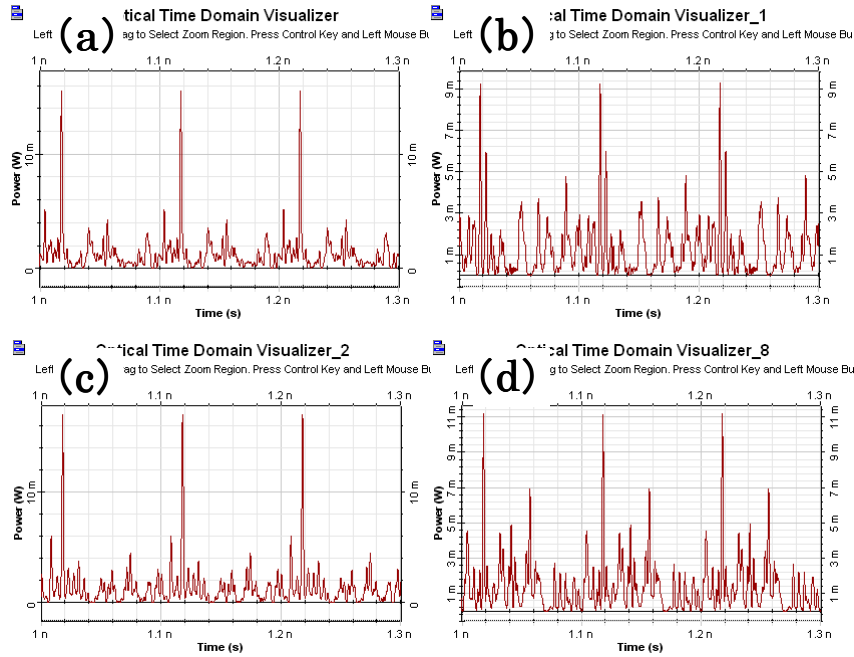 (a) tical Time Domain Visualizer
Left ag to Select Zoom Region. Press Control Key and Left Mouse Bu
1 n 1.1 n 1.2 n 1.3 n
Power (W)
10 m 10 m
0 0
1 n 1.1 n 1.2 n 1.3 n
Time (s)
(b) cal Time Domain Visualizer_1
Left g to Select Zoom Region. Press Control Key and Left Mouse Bu
1 n 1.1 n 1.2 n 1.3 n
Power (W)
9 m 9 m
7 m 7 m
5 m 5 m
3 m 3 m
1 m 1 m
1 n 1.1 n 1.2 n 1.3 n
Time (s)
(c) Optical Time Domain Visualizer_2
Left ag to Select Zoom Region. Press Control Key and Left Mouse Bu
1 n 1.1 n 1.2 n 1.3 n
Power (W)
10 m 10 m
0 0
1 n 1.1 n 1.2 n 1.3 n
Time (s)
(d) Optical Time Domain Visualizer_8
Left ag to Select Zoom Region. Press Control Key and Left Mouse Bu
1 n 1.1 n 1.2 n 1.3 n
Power (W)
11 m 11 m
9 m 9 m
7 m 7 m
5 m 5 m
3 m 3 m
1 m 1 m
1 n 1.1 n 1.2 n 1.3 n
Time (s)